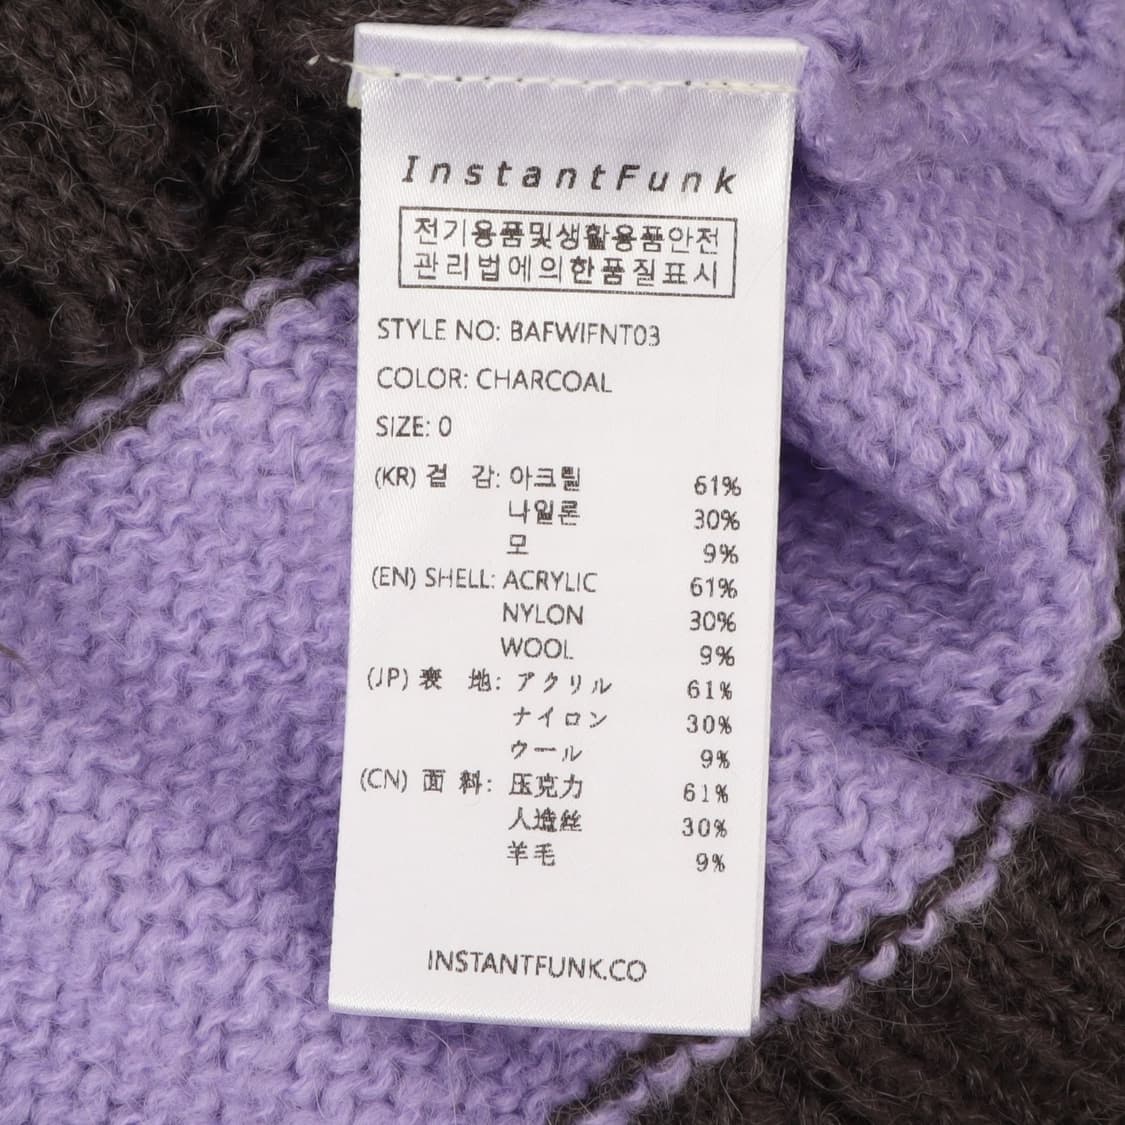 InstantFunk
전기용품및생활용품안전
관리법에의한품질표시
STYLE NO: BAFWIFNT03
COLOR: CHARCOAL
SIZE: 0
(KR) 겉 감: 아크릴 61%
나일론 30%
모 9%
(EN) SHELL: ACRYLIC 61%
NYLON 30%
WOOL 9%
(JP) 表 地: アクリル 61%
ナイロン 30%
ウール 9%
(CN) 面 料: 压克力 61%
人造丝 30%
羊毛 9%
INSTANTFUNK.CO